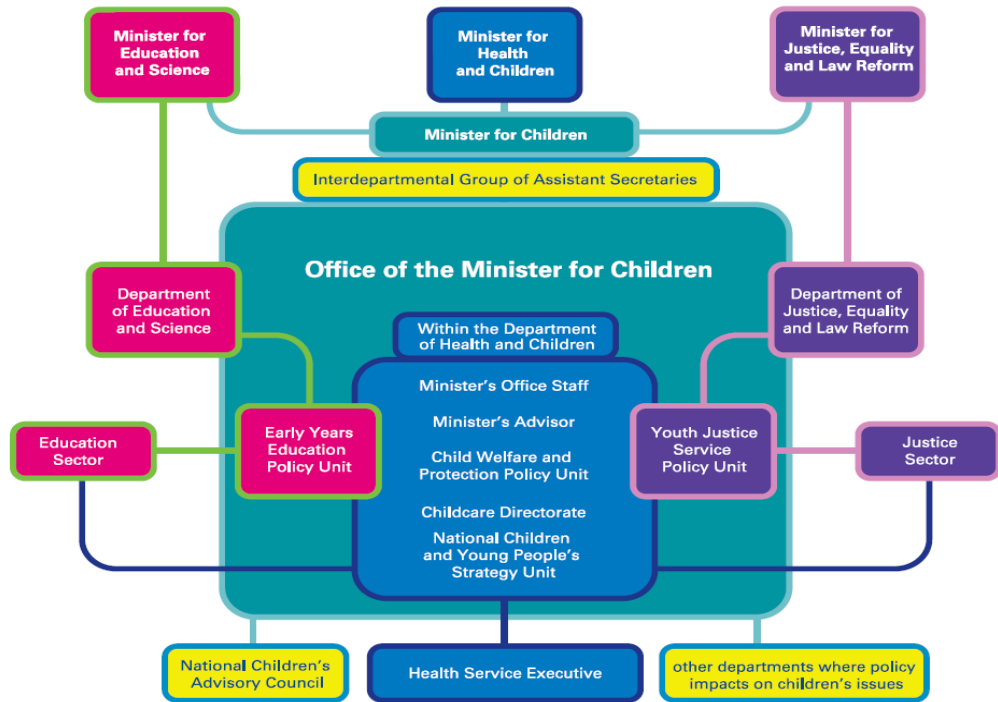 Minister for
Education
and Science
Minister for
Health
and Children
Minister for
Justice, Equality
and Law Reform
Minister for Children
Interdepartmental Group of Assistant Secretaries
Office of the Minister for Children
Department
of Education
and Science
Department of
Justice, Equality
and Law Reform
Within the Department
of Health and Children
Minister's Office Staff
Minister's Advisor
Child Welfare and
Protection Policy Unit
Childcare Directorate
National Children
and Young People's
Strategy Unit
Education
Sector
Early Years
Education
Policy Unit
Youth Justice
Service
Policy Unit
Justice
Sector
National Children's
Advisory Council
Health Service Executive
other departments where policy
impacts on children's issues